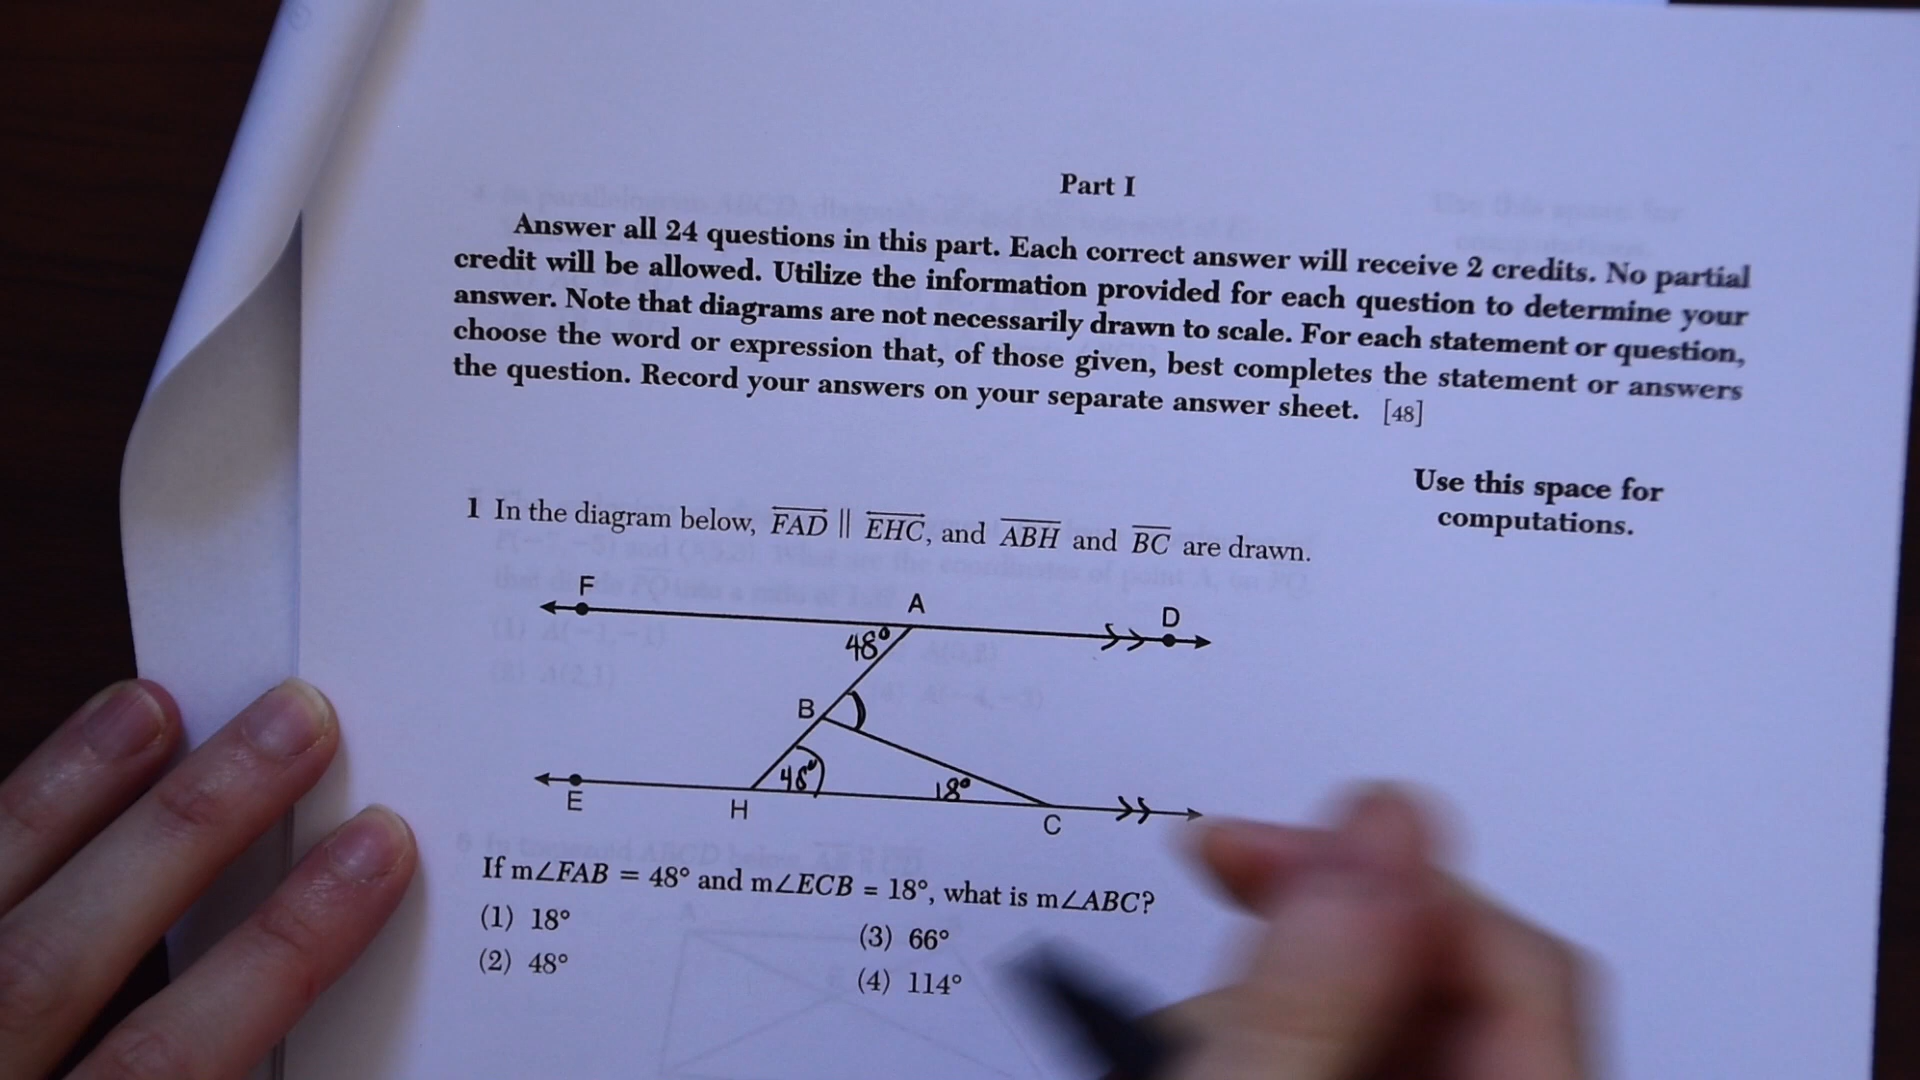 Part I
Answer all 24 questions in this part. Each correct answer will receive 2 credits. No partial
credit will be allowed. Utilize the information provided for each question to determine your
answer. Note that diagrams are not necessarily drawn to scale. For each statement or question,
choose the word or expression that, of those given, best completes the statement or answers
the question. Record your answers on your separate answer sheet. [48]
Use this space for
computations.
1 In the diagram below, FAD || EHC, and ABH and BC are drawn.
F
A
D
48°
B
48°
18°
E
H
C
If m∠FAB = 48° and m∠ECB = 18°, what is m∠ABC?
(1) 18°
(3) 66°
(2) 48°
(4) 114°